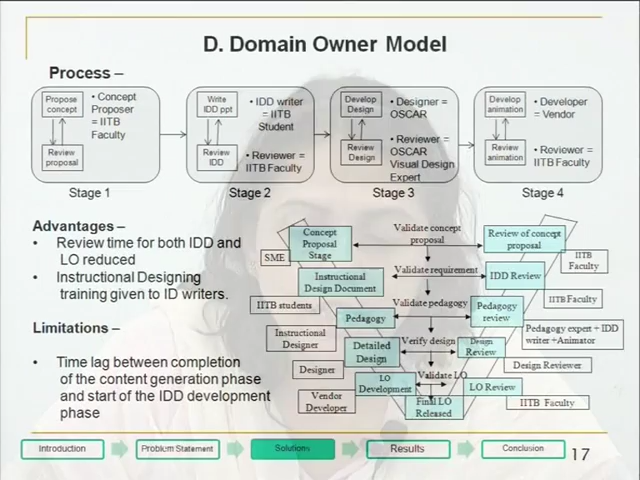 D. Domain Owner Model
Process –
Propose
concept
Review
proposal
• Concept
Proposer
= IITB
Faculty
Write
IDD ppt
Review
IDD
• IDD writer
= IITB
Student
• Reviewer =
IITB Faculty
Develop
Design
Review
Design
• Designer =
OSCAR
• Reviewer =
OSCAR
Visual Design
Expert
Develop
animation
Review
animation
• Developer
= Vendor
• Reviewer =
IITB Faculty
Stage 1
Stage 2
Stage 3
Stage 4
Advantages –
• Review time for both IDD and
LO reduced
• Instructional Designing
training given to ID writers.
Limitations –
• Time lag between completion
of the content generation phase
and start of the IDD development
phase
Concept
Proposal
Stage
Validate concept
proposal
Review of concept
proposal
SME
IITB
Faculty
Instructional
Design Document
Validate requirement
IDD Review
IITB students
IITB Faculty
Pedagogy
Validate pedagogy
Pedagogy
review
Instructional
Designer
Pedagogy expert + IDD
writer +Animator
Detailed
Design
Verify design
Design
Review
Designer
Design Reviewer
LO
Development
Validate LO
LO Review
Vendor
Developer
Final LO
Released
IITB Faculty
Introduction
Problem Statement
Solutions
Results
Conclusion
17